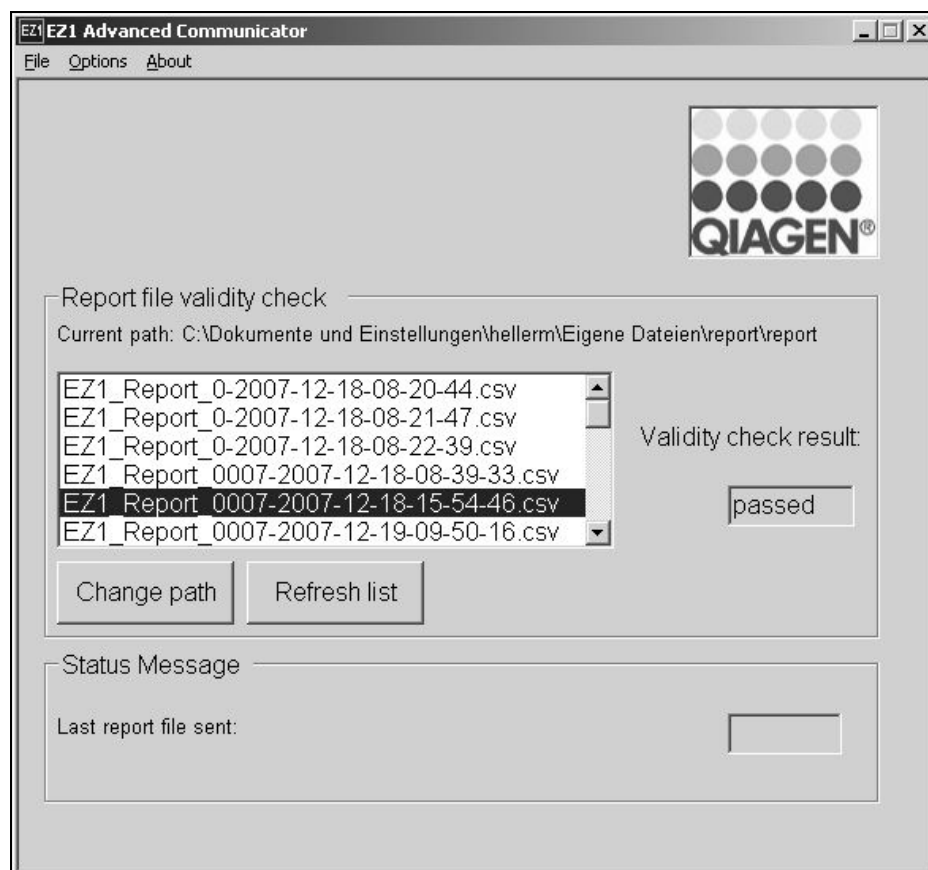 EZ1 EZ1 Advanced Communicator
File Options About
QIAGEN®
Report file validity check
Current path: C:\Dokumente und Einstellungen\hellerm\Eigene Dateien\report\report
EZ1_Report_0-2007-12-18-08-20-44.csv
EZ1_Report_0-2007-12-18-08-21-47.csv
EZ1_Report_0-2007-12-18-08-22-39.csv
EZ1_Report_0007-2007-12-18-08-39-33.csv
EZ1_Report_0007-2007-12-18-15-54-46.csv
EZ1_Report_0007-2007-12-19-09-50-16.csv
Validity check result:
passed
Change path Refresh list
Status Message
Last report file sent: